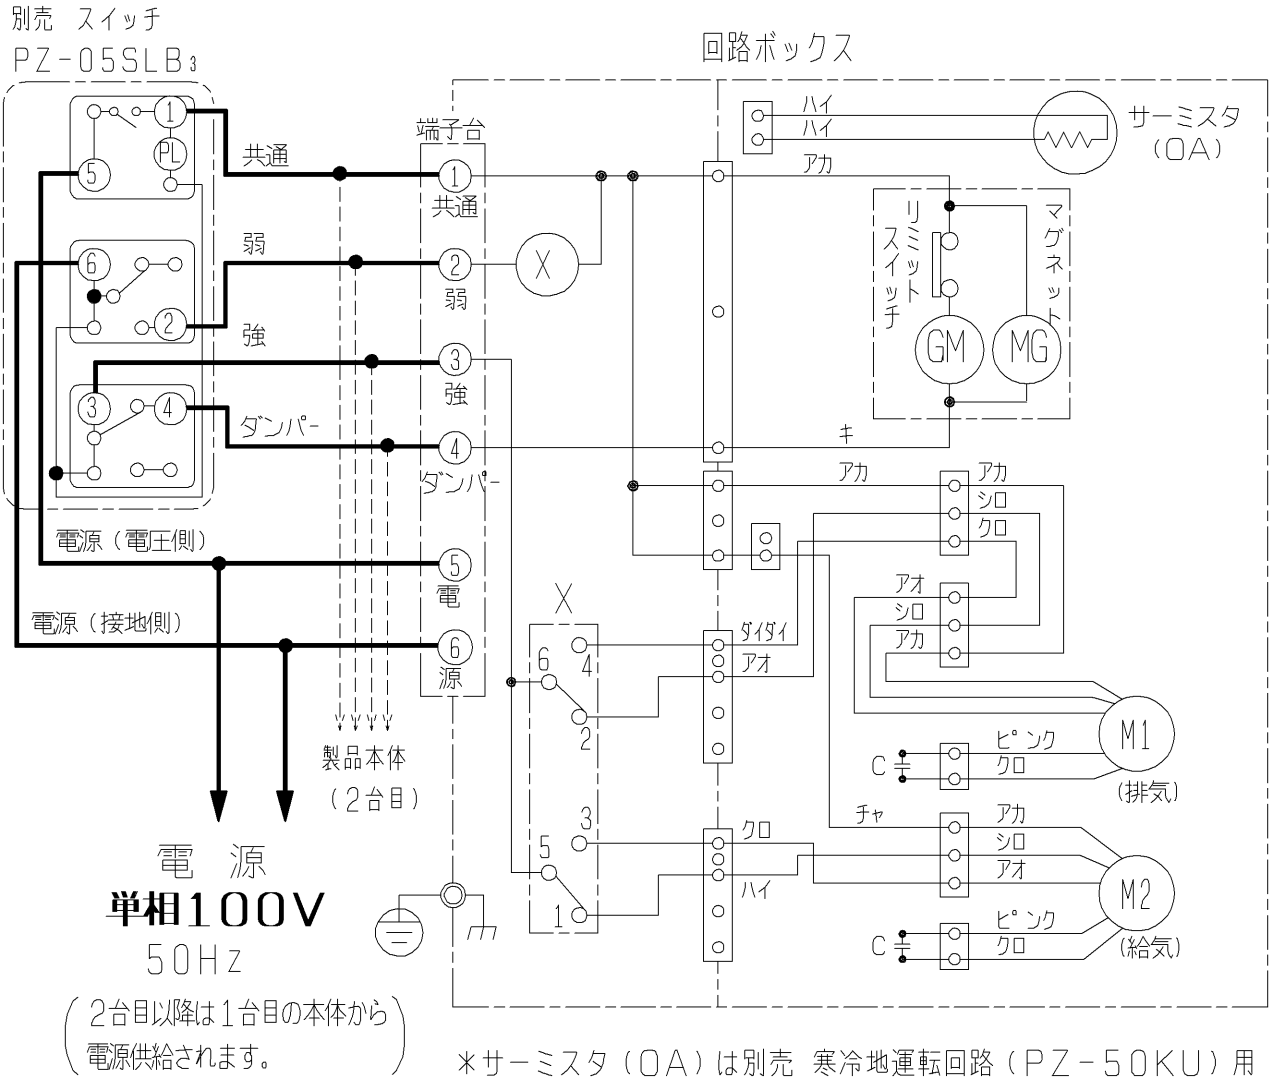 別売 スイッチ
PZ-05SLB3
回路ボックス
1
PL
5
共通
端子台
1
共通
ハイ
ハイ
サーミスタ
(OA)
アカ
6
2
弱
強
2
弱
X
リミット
スイッチ
マグネット
GM
MG
3
4
ダンパー
3
強
4
ダンパー
キ
電源(電圧側)
5
電
電源(接地側)
6
源
アカ
アカ
シロ
クロ
アオ
シロ
アカ
X
6
4
2
ダイダイ
アオ
製品本体
(2台目)
M1
(排気)
C
ピンク
クロ
3
5
1
クロ
ハイ
チャ
アカ
シロ
アオ
M2
(給気)
C
ピンク
クロ
電 源
単相100V
50Hz
(2台目以降は1台目の本体から
電源供給されます。)
*サーミスタ(OA)は別売 寒冷地運転回路(PZ-50KU)用